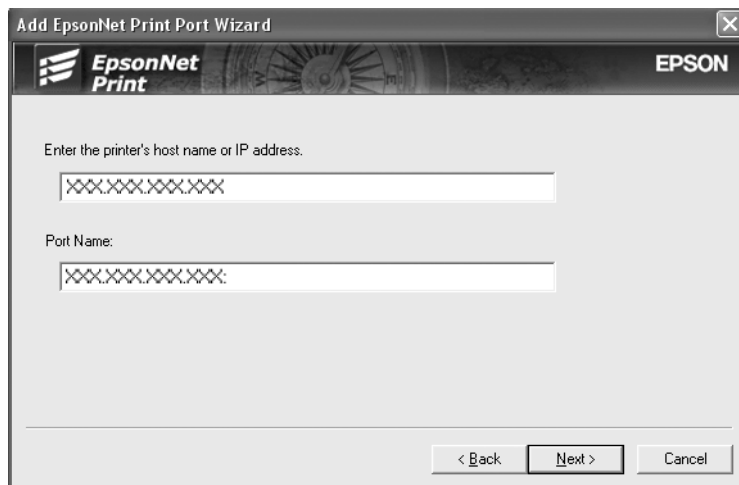 Add EpsonNet Print Port Wizard
EpsonNet
Print
EPSON
Enter the printer's host name or IP address.
XXX.XXX.XXX.XXX
Port Name:
XXX.XXX.XXX.XXX:
< Back Next > Cancel